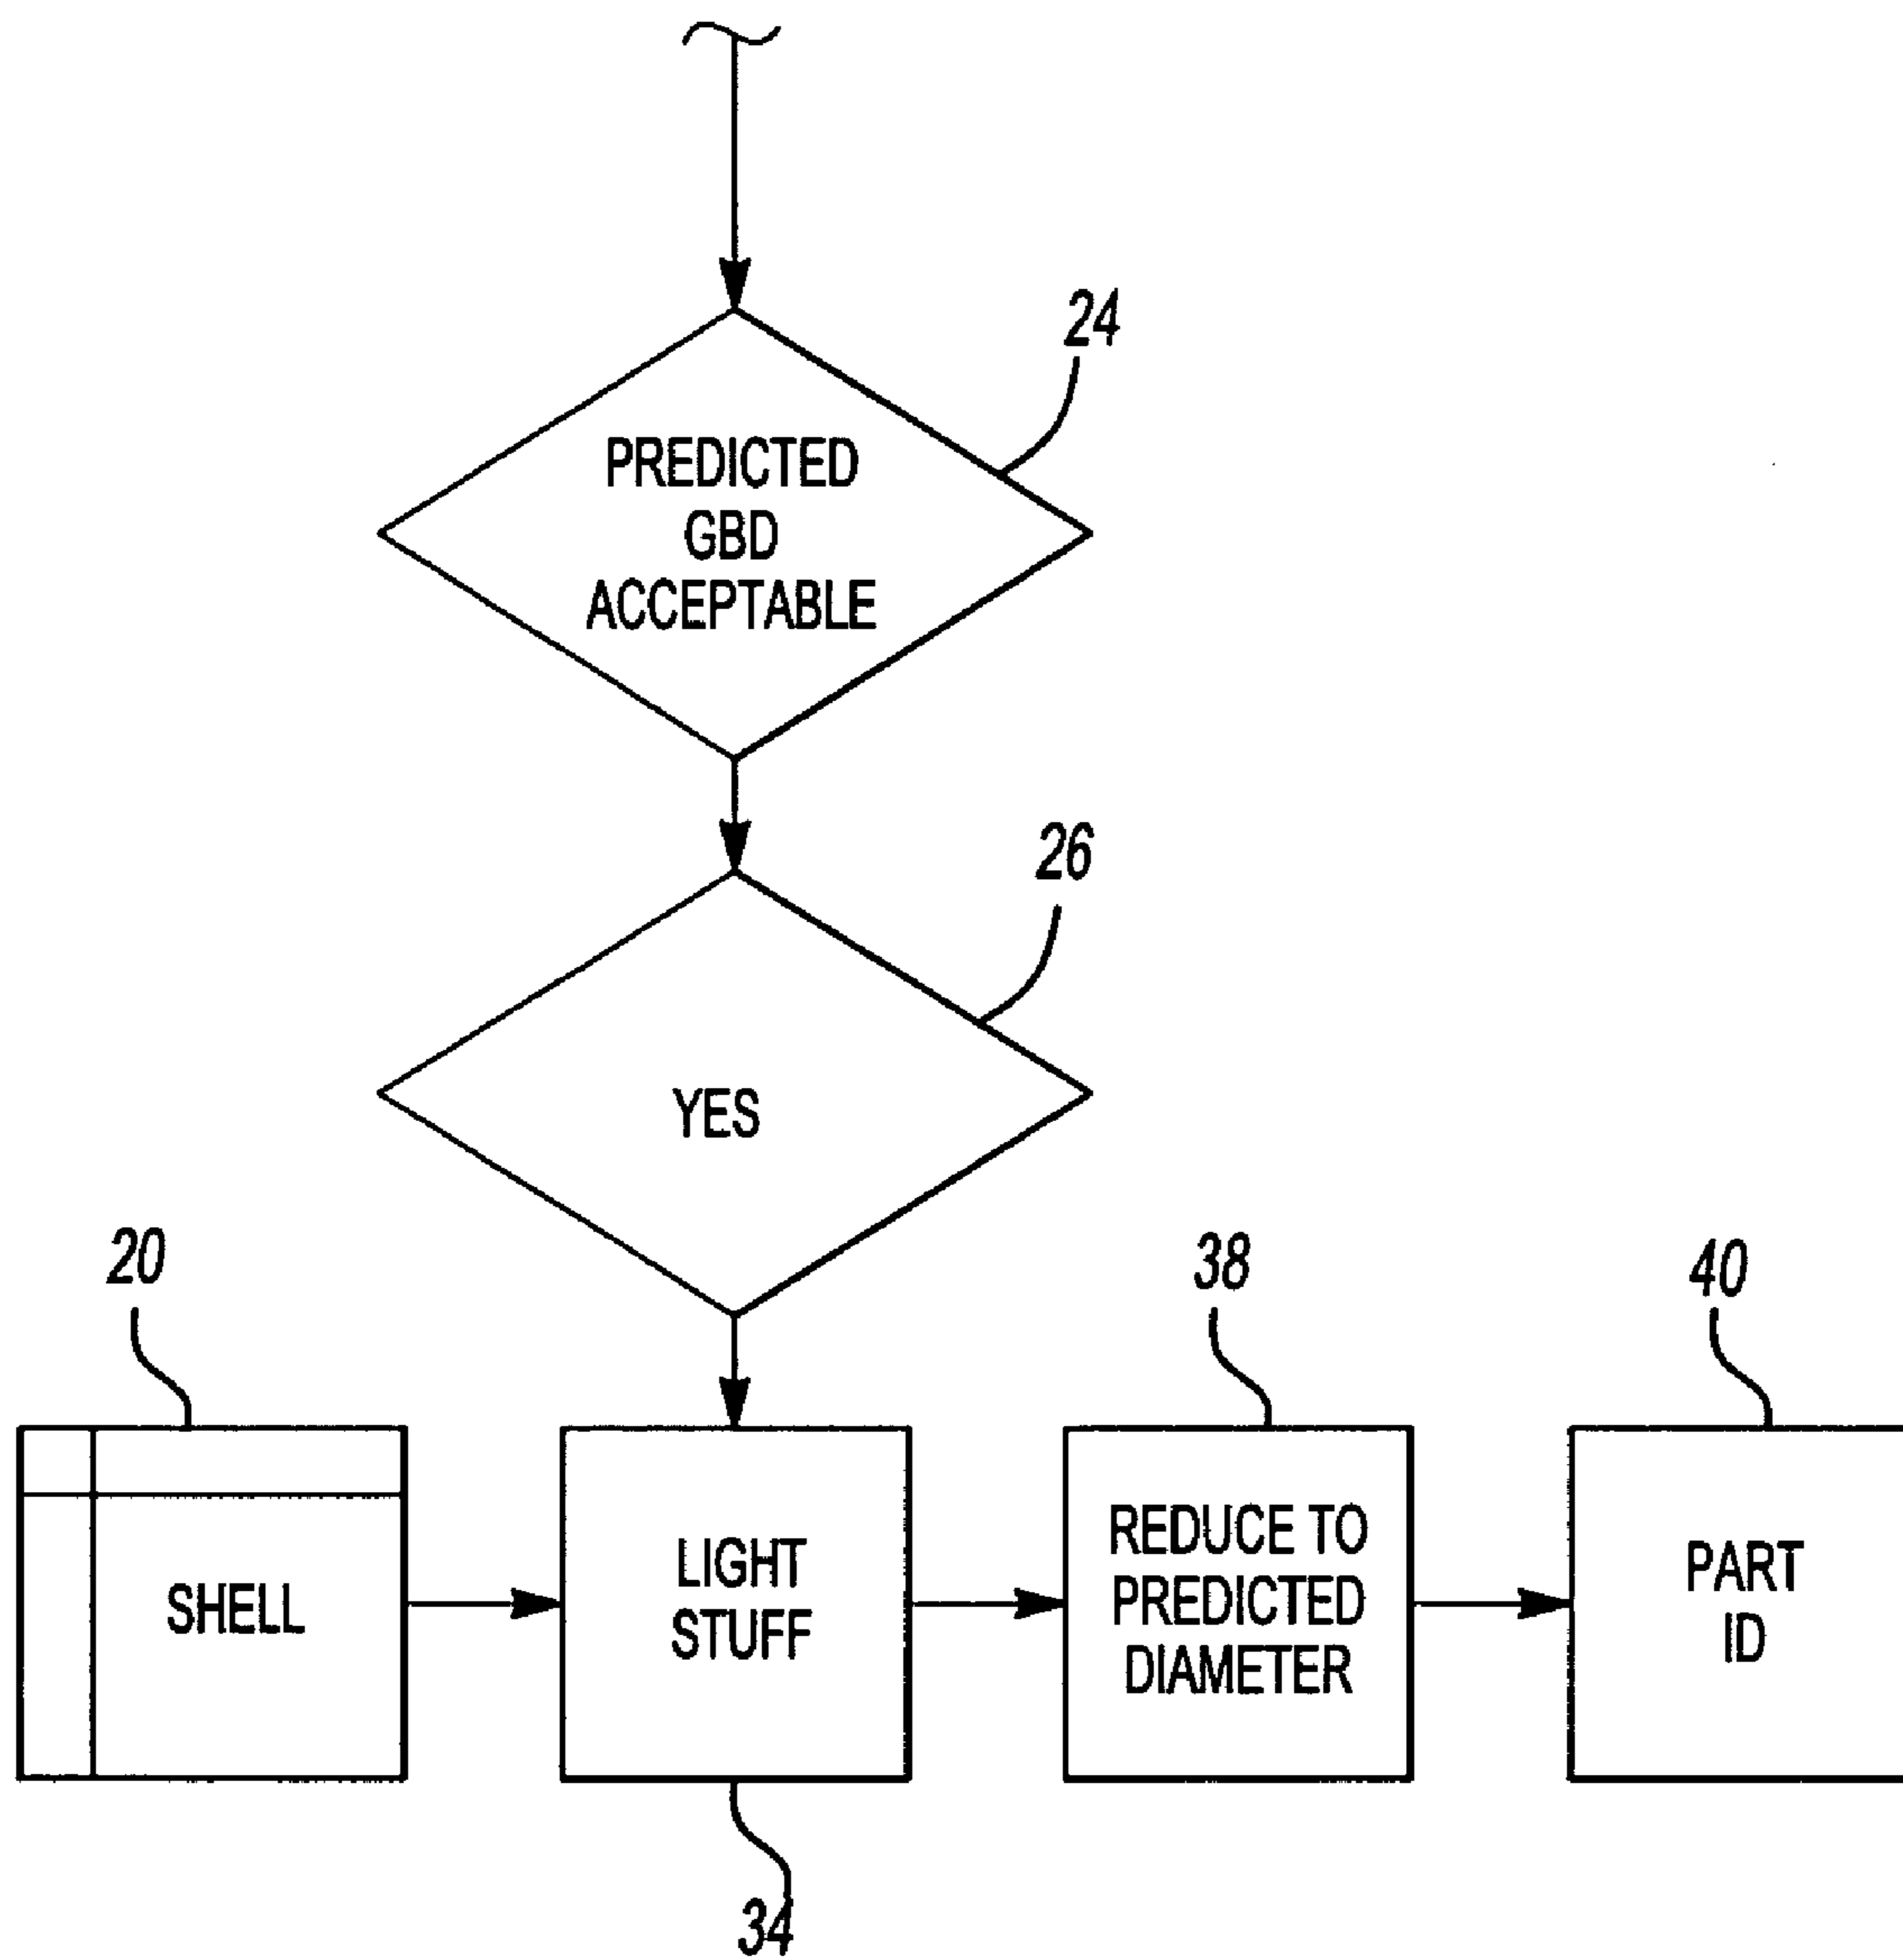 24
PREDICTED
GBD
ACCEPTABLE
26
YES
20
38
40
SHELL
LIGHT
STUFF
REDUCE TO
PREDICTED
DIAMETER
PART
ID
34